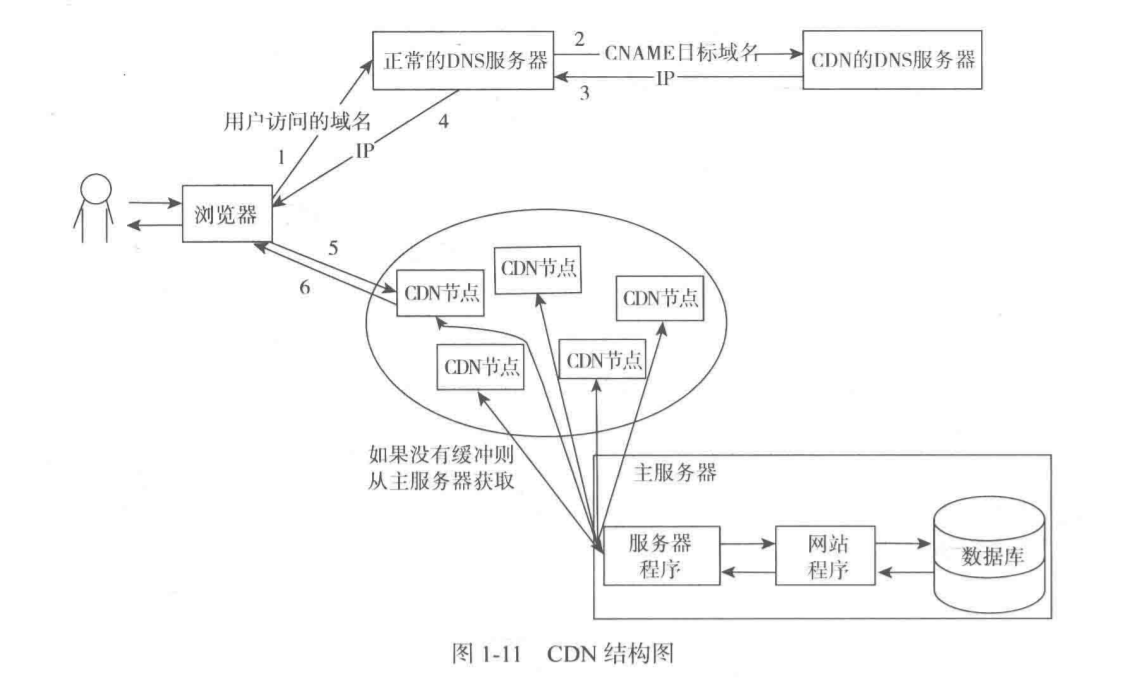 正常的DNS服务器
2
CNAME目标域名
CDN的DNS服务器
IP
3
用户访问的域名
4
1
IP
浏览器
5
6
CDN节点
CDN节点
CDN节点
CDN节点
CDN节点
如果没有缓冲则
从主服务器获取
主服务器
服务器
程序
网站
程序
数据库
图 1-11 CDN 结构图